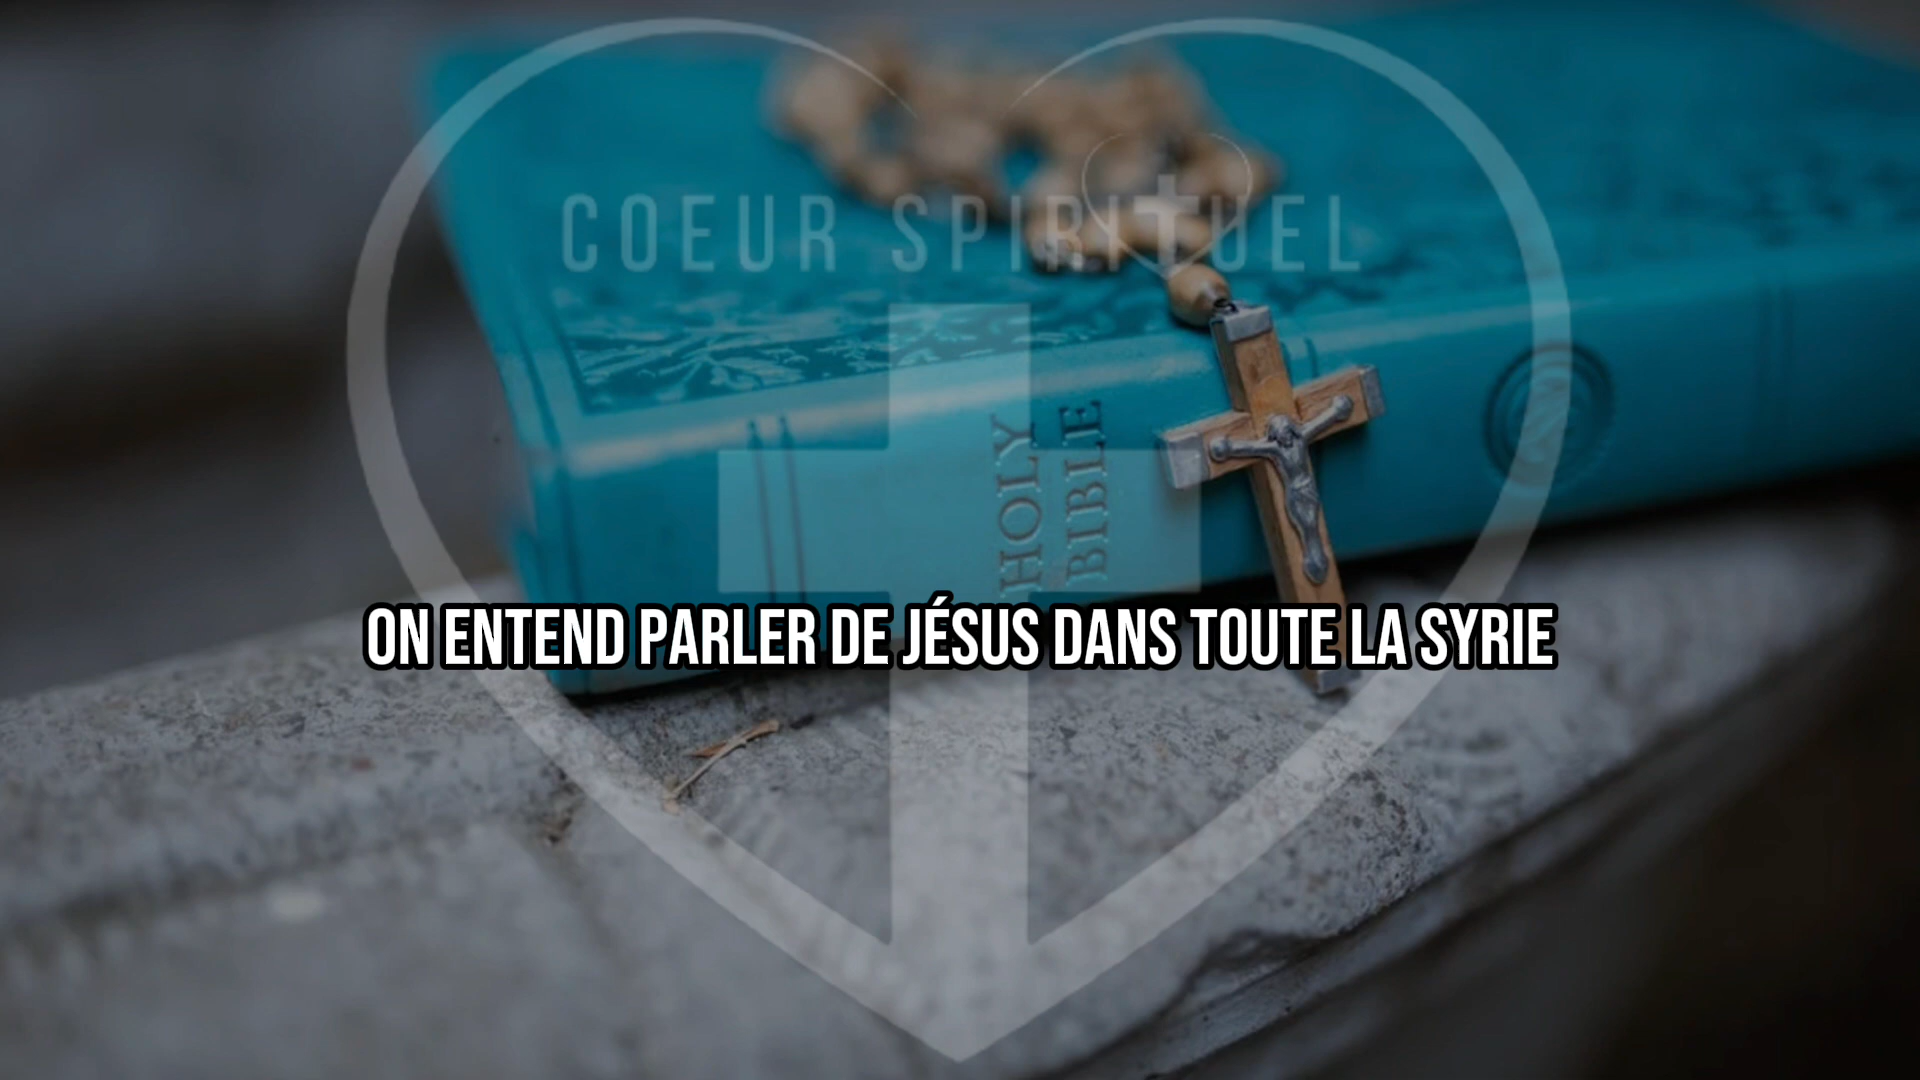 COEUR SPIRITUEL
HOLY
BIBLE
ON ENTEND PARLER DE JÉSUS DANS TOUTE LA SYRIE